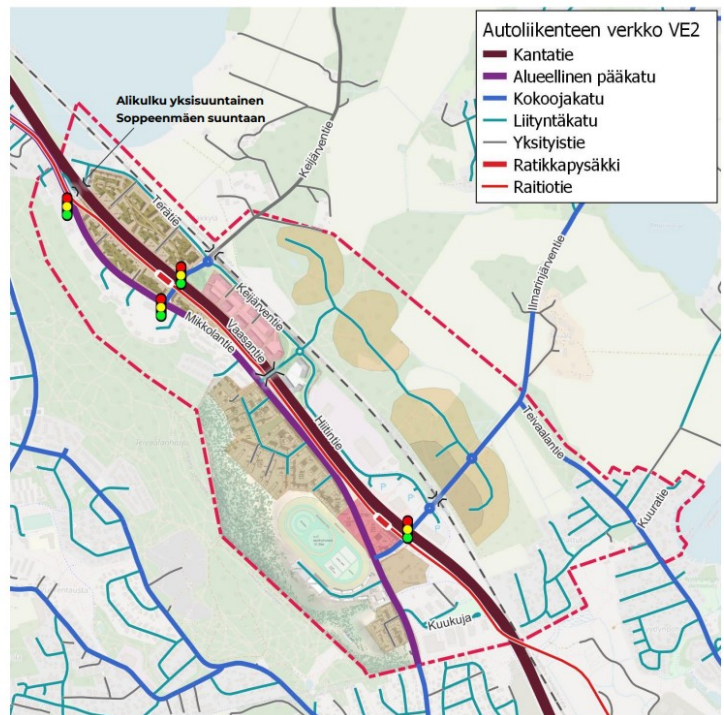 Autoliikenteen verkko VE2
Kantatie
Alueellinen pääkatu
Kokoojakatu
Liityntäkatu
Yksityistie
Ratikkapysäkki
Raitiotie
Alikulku yksisuuntainen
Soppeenmäen suuntaan
Keijärventie
Terätie
Keijärventie
Ilmarinjärventie
Mikkolantie
Vaasantie
Hiitintie
Teivaalantie
Kuuratie
Kuukuja
P
P
P